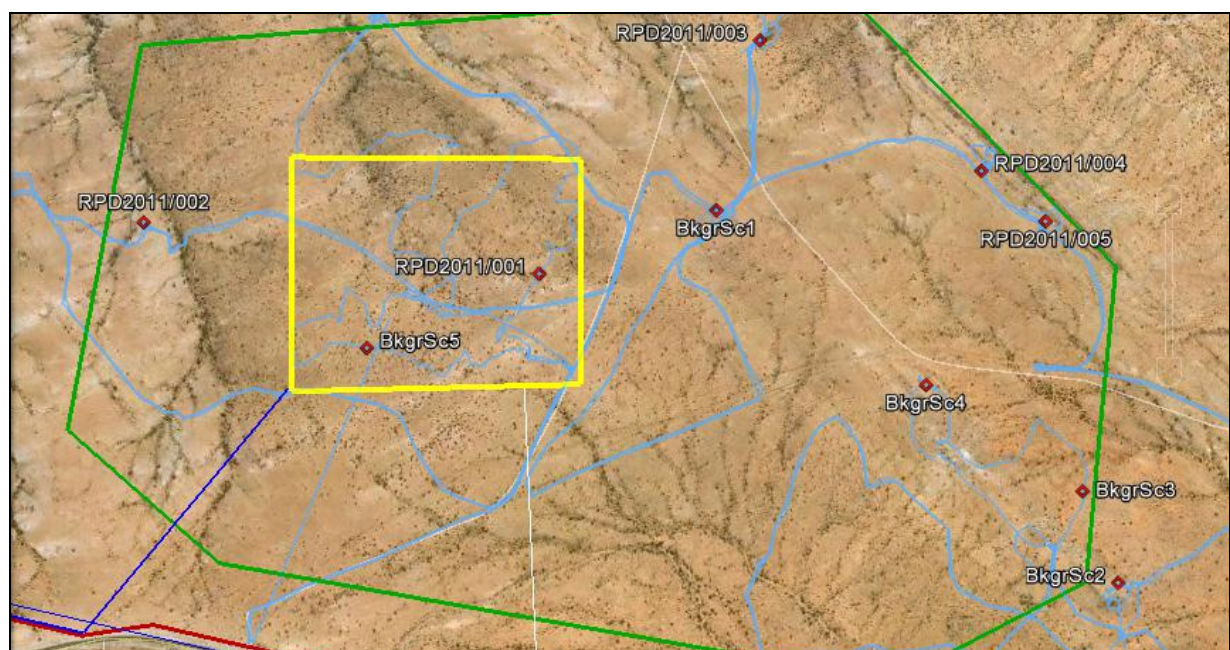 RPD2011/003
RPD2011/004
RPD2011/002
BkgrSc1
RPD2011/005
RPD2011/001
BkgrSc5
BkgrSc4
BkgrSc3
BkgrSc2